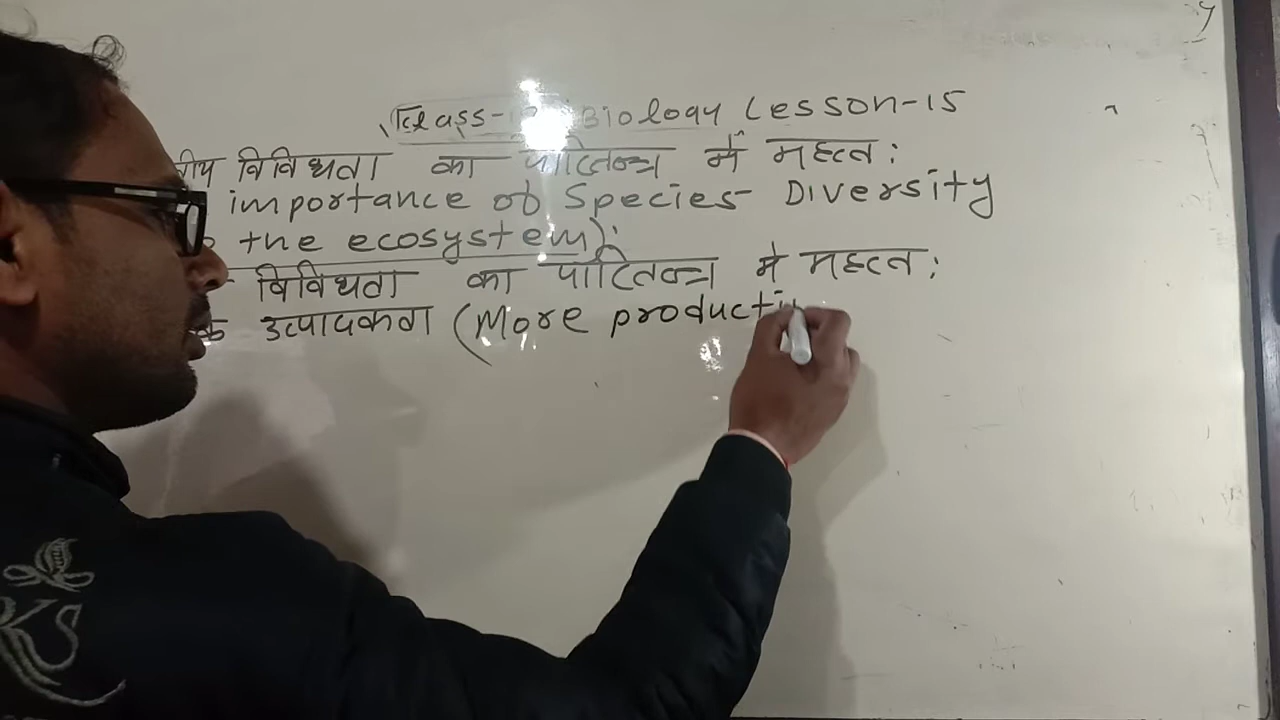 Class- Biology Lesson-15
विविधता का पारितन्त्र में महत्व:
importance of Species Diversity
the ecosystem):
विविधता का पारितन्त्र मे महत्व:
उत्पादकता (More producti